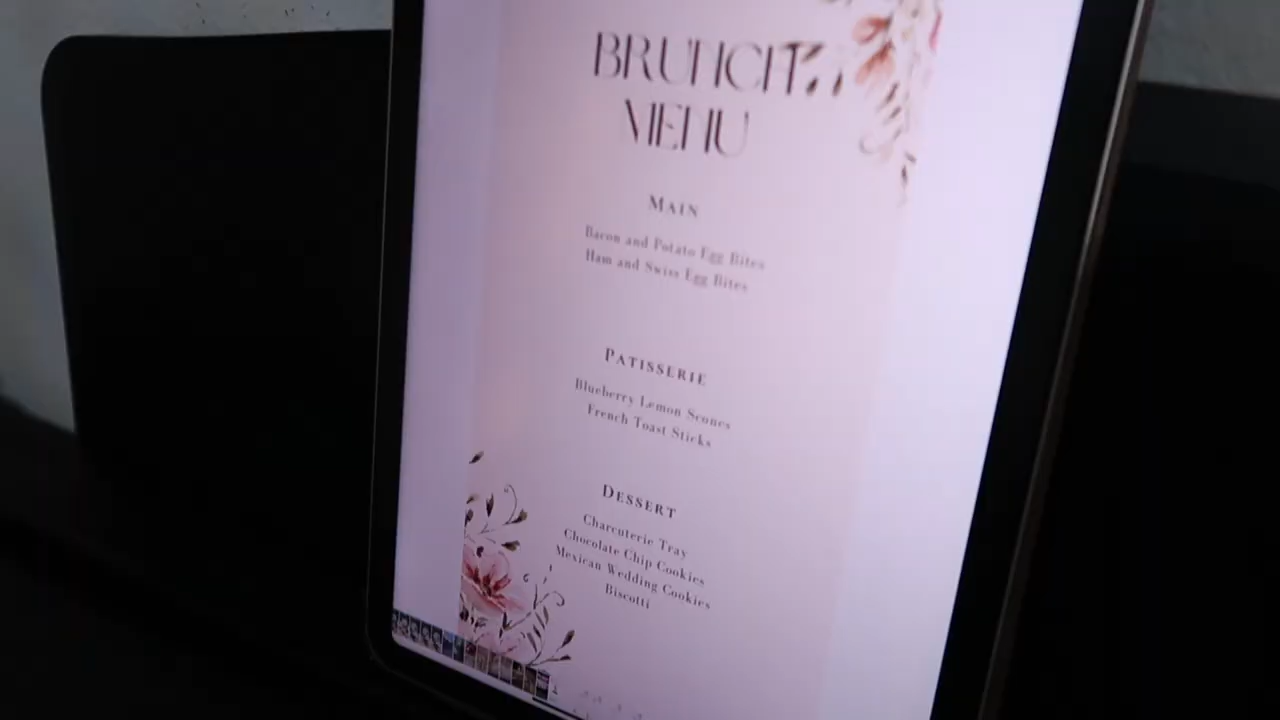 BRUNCH
MENU
MAIN
Bacon and Potato Egg Bites
Ham and Swiss Egg Bites
PATISSERIE
Blueberry Lemon Scones
French Toast Sticks
DESSERT
Charcuterie Tray
Chocolate Chip Cookies
Mexican Wedding Cookies
Biscotti